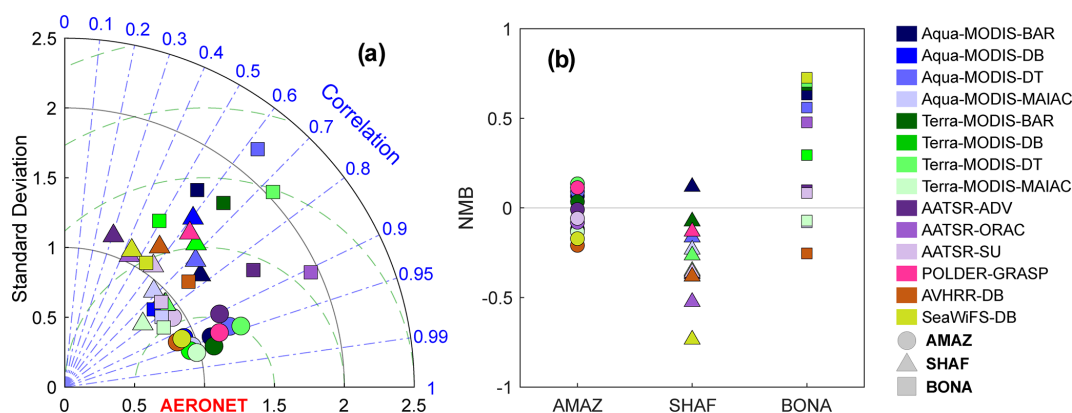 (a)
0 0.1 0.2 0.3 0.4 0.5 0.6 0.7 0.8 0.9 0.95 0.99 1
Correlation
Standard Deviation
2.5
2
1.5
1
0.5
0
0 0.5 AERONET 1.5 2 2.5
(b)
NMB
1
0.5
0
-0.5
-1
AMAZ SHAF BONA
Aqua-MODIS-BAR
Aqua-MODIS-DB
Aqua-MODIS-DT
Aqua-MODIS-MAIAC
Terra-MODIS-BAR
Terra-MODIS-DB
Terra-MODIS-DT
Terra-MODIS-MAIAC
AATSR-ADV
AATSR-ORAC
AATSR-SU
POLDER-GRASP
AVHRR-DB
SeaWiFS-DB
AMAZ
SHAF
BONA